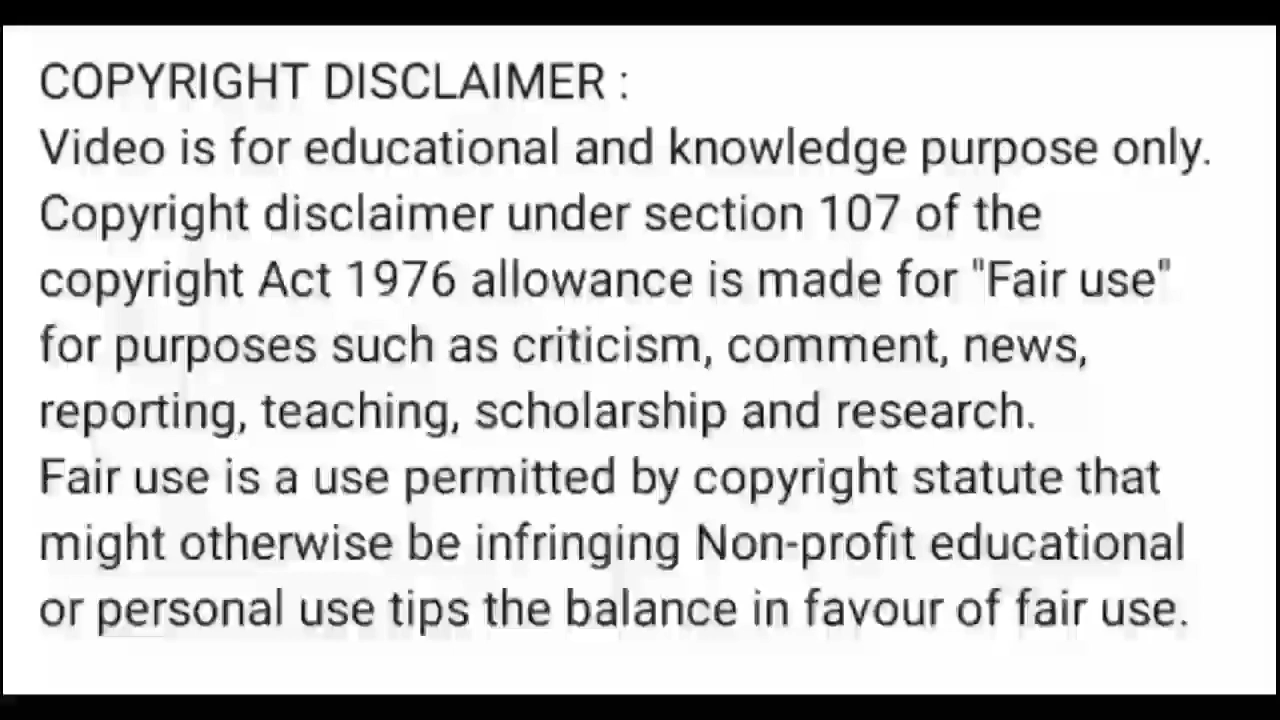 COPYRIGHT DISCLAIMER :
Video is for educational and knowledge purpose only.
Copyright disclaimer under section 107 of the
copyright Act 1976 allowance is made for "Fair use"
for purposes such as criticism, comment, news,
reporting, teaching, scholarship and research.
Fair use is a use permitted by copyright statute that
might otherwise be infringing Non-profit educational
or personal use tips the balance in favour of fair use.